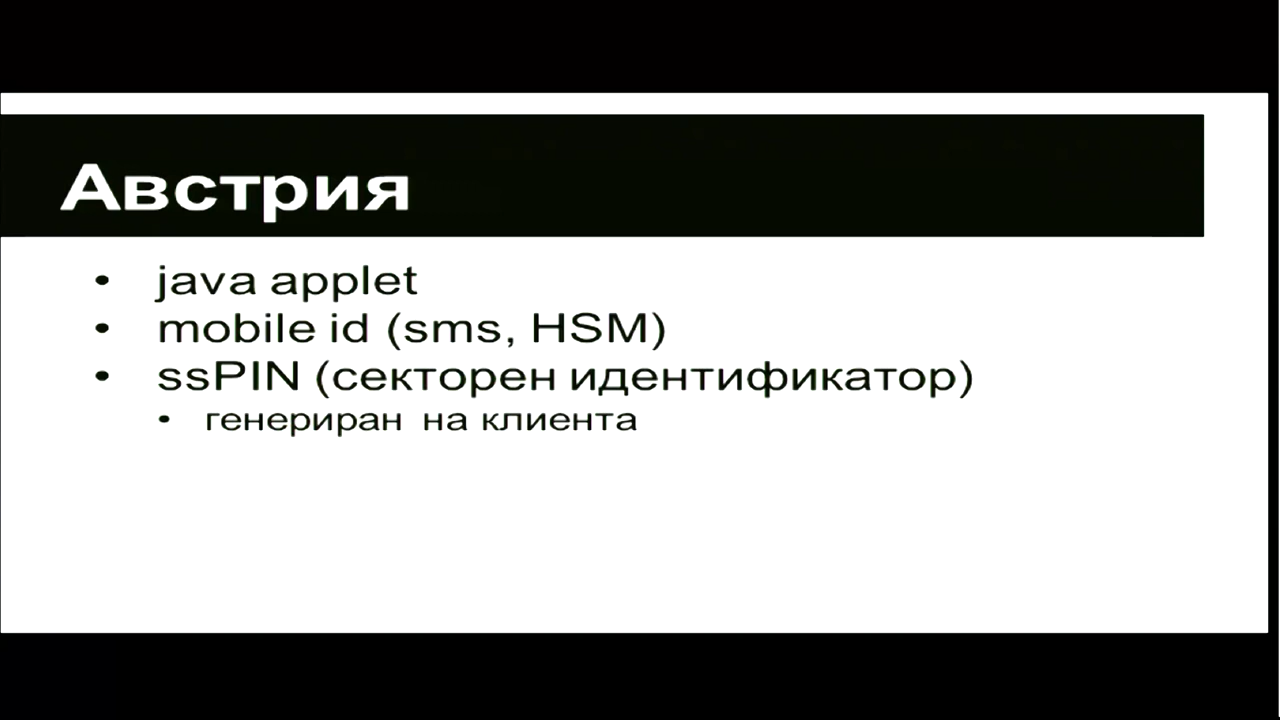 Австрия
• java applet
• mobile id (sms, HSM)
• ssPIN (секторен идентификатор)
• генериран на клиента